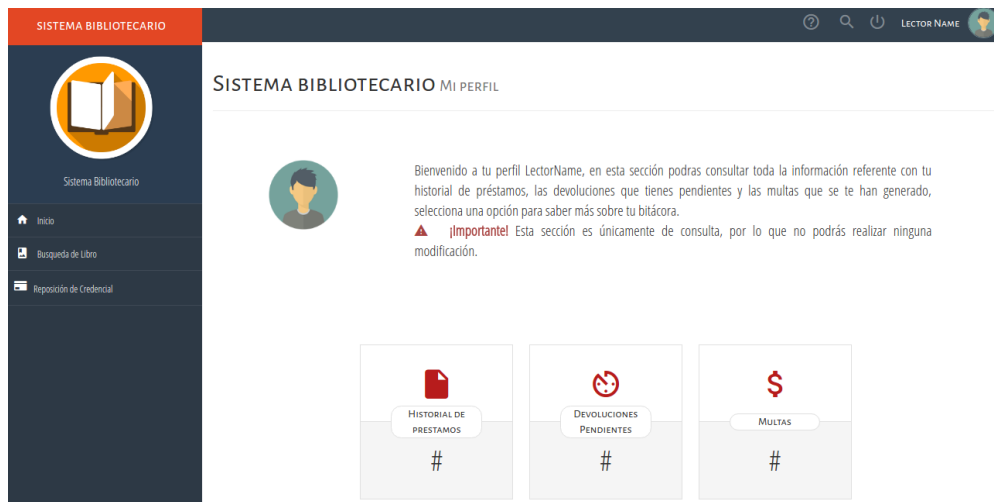 SISTEMA BIBLIOTECARIO
LECTOR NAME
Sistema Bibliotecario
Inicio
Busqueda de Libro
Reposición de Credencial
SISTEMA BIBLIOTECARIO MI PERFIL
Bienvenido a tu perfil LectorName, en esta sección podras consultar toda la información referente con tu
historial de préstamos, las devoluciones que tienes pendientes y las multas que se te han generado,
selecciona una opción para saber más sobre tu bitácora.
¡Importante! Esta sección es únicamente de consulta, por lo que no podrás realizar ninguna
modificación.
HISTORIAL DE
PRESTAMOS
#
DEVOLUCIONES
PENDIENTES
#
$
MULTAS
#